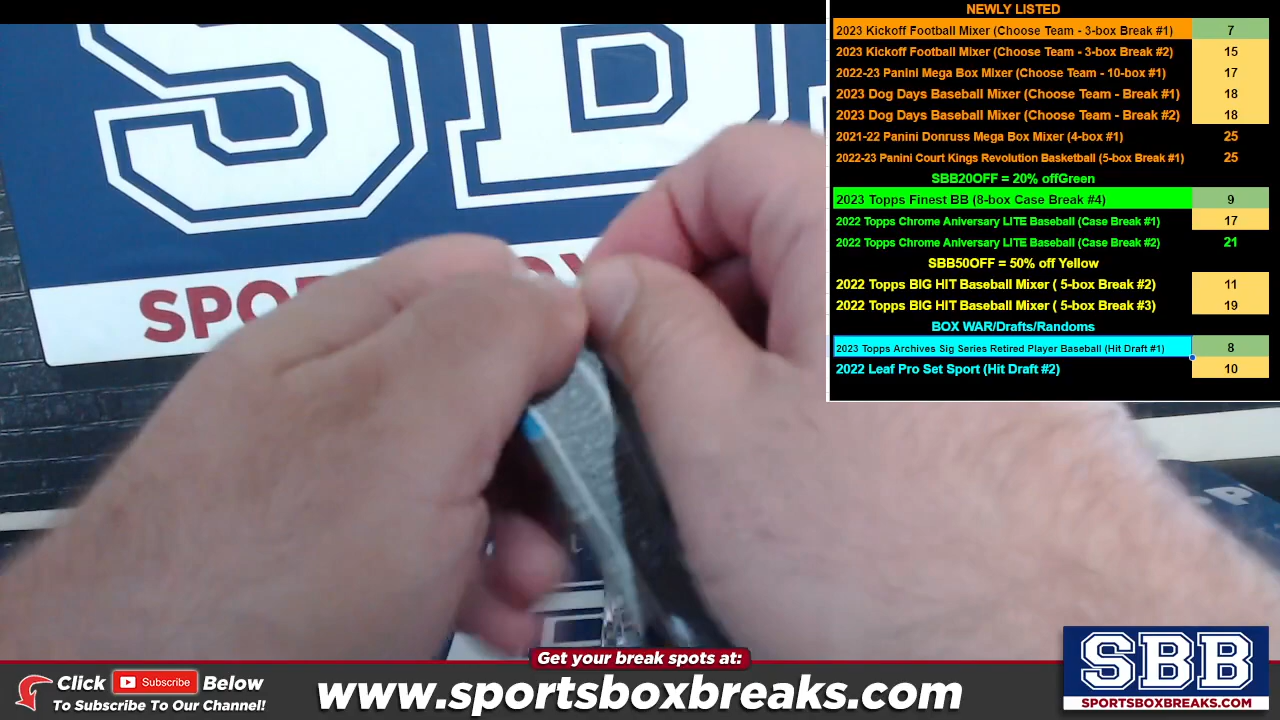 SB
SPO
NEWLY LISTED
2023 Kickoff Football Mixer (Choose Team - 3-box Break #1) 7
2023 Kickoff Football Mixer (Choose Team - 3-box Break #2) 15
2022-23 Panini Mega Box Mixer (Choose Team - 10-box #1) 17
2023 Dog Days Baseball Mixer (Choose Team - Break #1) 18
2023 Dog Days Baseball Mixer (Choose Team - Break #2) 18
2021-22 Panini Donruss Mega Box Mixer (4-box #1) 25
2022-23 Panini Court Kings Revolution Basketball (5-box Break #1) 25
SBB20OFF = 20% offGreen
2023 Topps Finest BB (8-box Case Break #4) 9
2022 Topps Chrome Aniversary LITE Baseball (Case Break #1) 17
2022 Topps Chrome Aniversary LITE Baseball (Case Break #2) 21
SBB50OFF = 50% off Yellow
2022 Topps BIG HIT Baseball Mixer ( 5-box Break #2) 11
2022 Topps BIG HIT Baseball Mixer ( 5-box Break #3) 19
BOX WAR/Drafts/Randoms
2023 Topps Archives Sig Series Retired Player Baseball (Hit Draft #1) 8
2022 Leaf Pro Set Sport (Hit Draft #2) 10
Get your break spots at:
Click Subscribe Below
To Subscribe To Our Channel!
www.sportsboxbreaks.com
SBB
SPORTSBOXBREAKS.COM